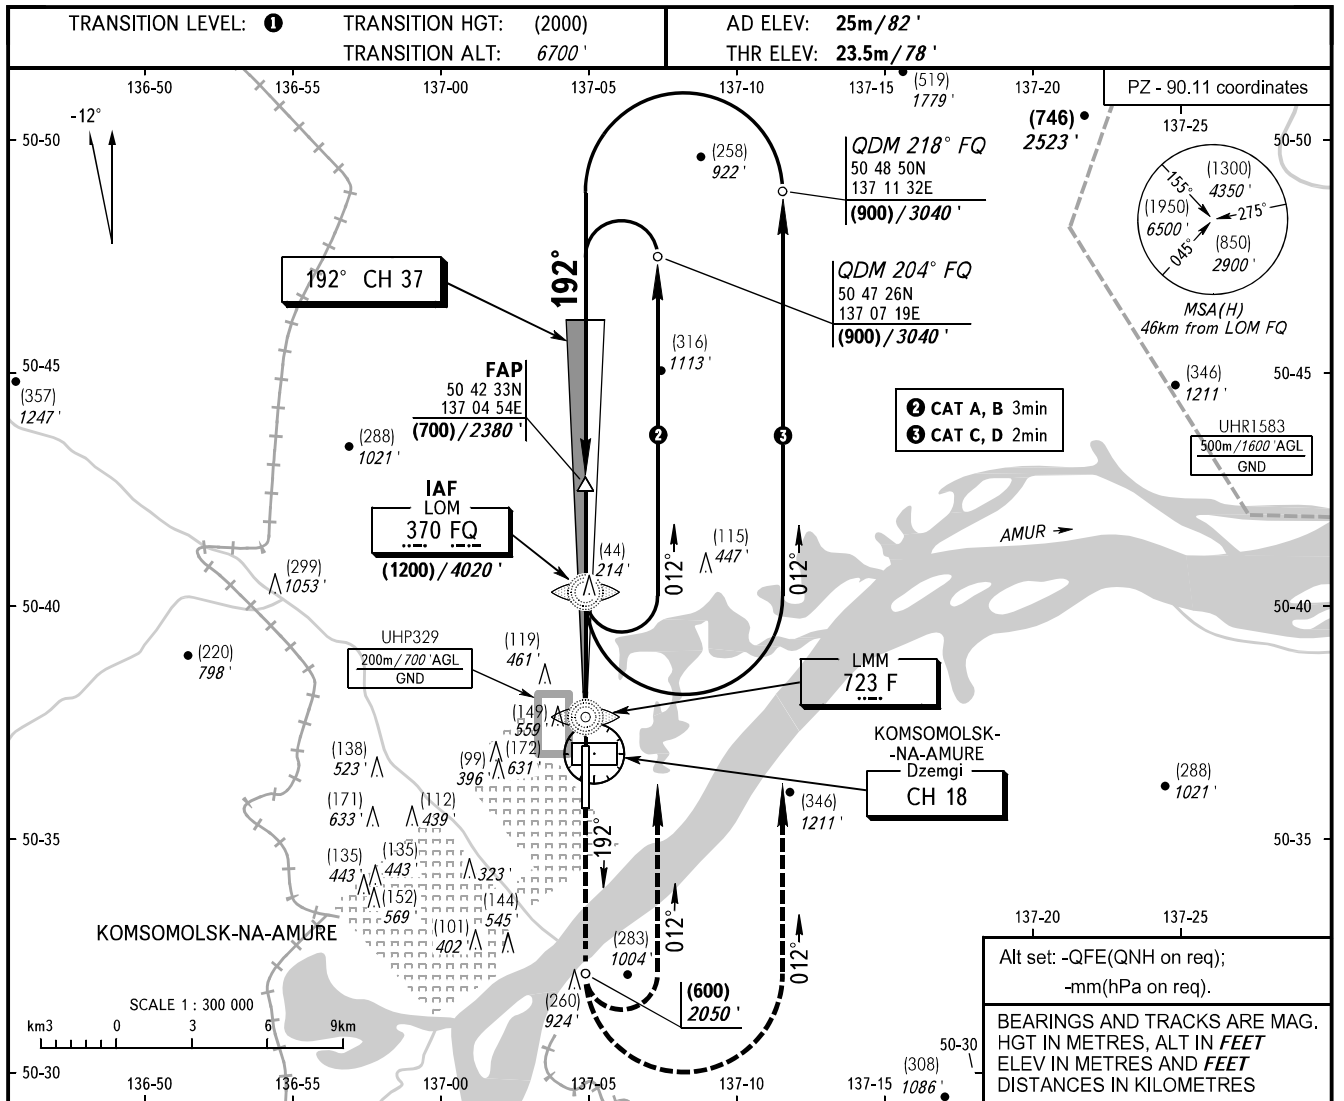 TRANSITION LEVEL: ❶
TRANSITION HGT: (2000)
TRANSITION ALT: 6700 '
AD ELEV: 25m/82 '
THR ELEV: 23.5m/78 '
136-50
136-55
137-00
137-05
137-10
137-15
137-20
(519)
1779 '
PZ - 90.11 coordinates
137-25
-12°
50-50
50-50
(746)
2523 '
(258)
922 '
QDM 218° FQ
50 48 50N
137 11 32E
(900)/3040 '
155°
(1300)
4350 '
(1950)
6500 '
275°
045°
(850)
2900 '
MSA(H)
46km from LOM FQ
192° CH 37
192°
QDM 204° FQ
50 47 26N
137 07 19E
(900)/3040 '
50-45
50-45
(357)
1247 '
(316)
1113 '
(346)
1211 '
FAP
50 42 33N
137 04 54E
(700)/2380 '
❷ CAT A, B 3min
❸ CAT C, D 2min
UHR1583
500m/1600 'AGL
GND
(288)
1021 '
❷
❸
IAF
LOM
370 FQ
(1200)/4020 '
(44)
214 '
012°
(115)
447 '
012°
AMUR
(299)
1053 '
50-40
50-40
(220)
798 '
UHP329
200m/700 'AGL
GND
(119)
461 '
LMM
723 F
(149)
559 '
KOMSOMOLSK-
-NA-AMURE
Dzemgi
CH 18
(138)
523 '
(99)
396 '
(172)
631 '
(288)
1021 '
(171)
633 '
(112)
439 '
(346)
1211 '
50-35
50-35
192°
(135)
443 '
(135)
443 '
323 '
(152)
569 '
(144)
545 '
(101)
402 '
012°
012°
KOMSOMOLSK-NA-AMURE
(283)
1004 '
137-20
137-25
(260)
924 '
(600)
2050 '
Alt set: -QFE(QNH on req);
-mm(hPa on req).
SCALE 1 : 300 000
km3 0 3 6 9km
BEARINGS AND TRACKS ARE MAG.
HGT IN METRES, ALT IN FEET
ELEV IN METRES AND FEET
DISTANCES IN KILOMETRES
50-30
50-30
(308)
1086 '
136-50
136-55
137-00
137-05
137-10
137-15